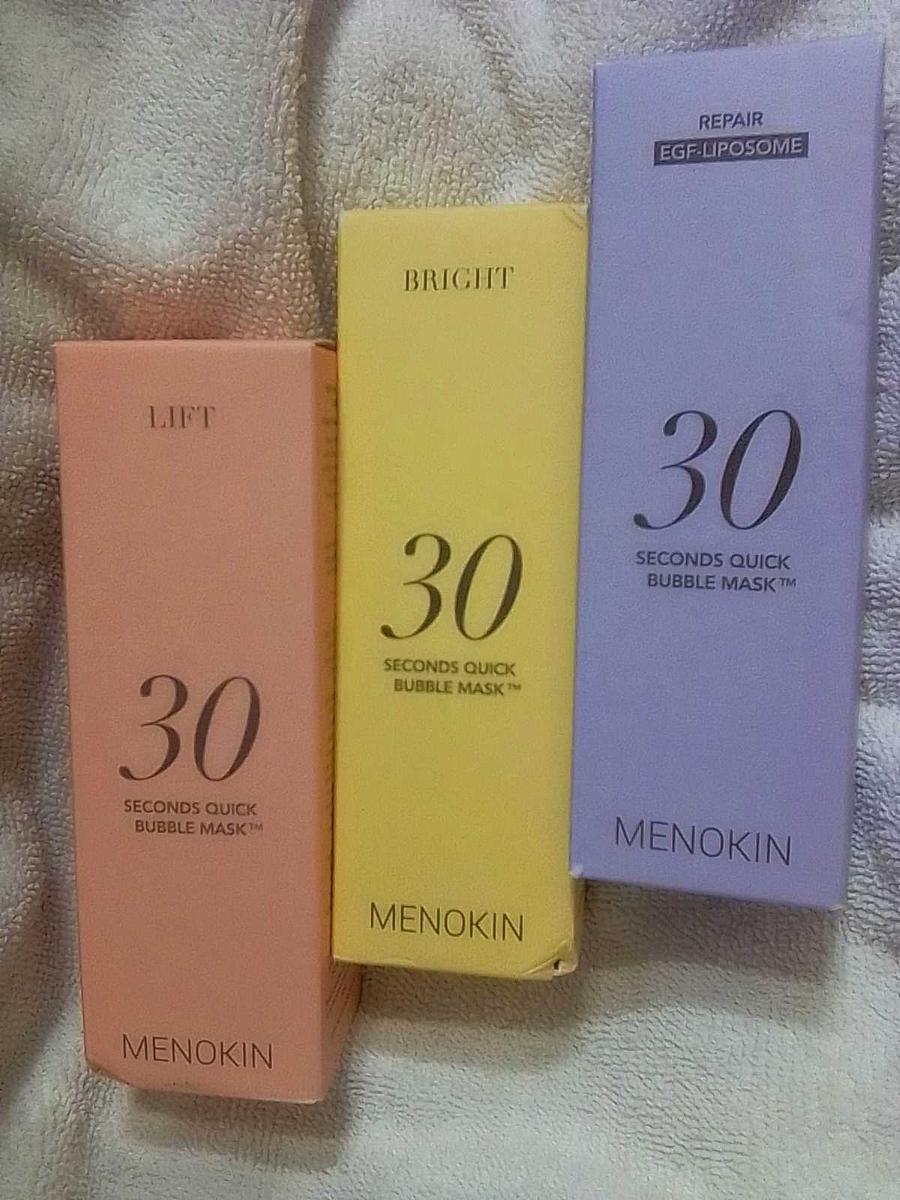 LIFT
30
SECONDS QUICK
BUBBLE MASK™
MENOKIN
BRIGHT
30
SECONDS QUICK
BUBBLE MASK™
MENOKIN
REPAIR
EGF-LIPOSOME
30
SECONDS QUICK
BUBBLE MASK™
MENOKIN